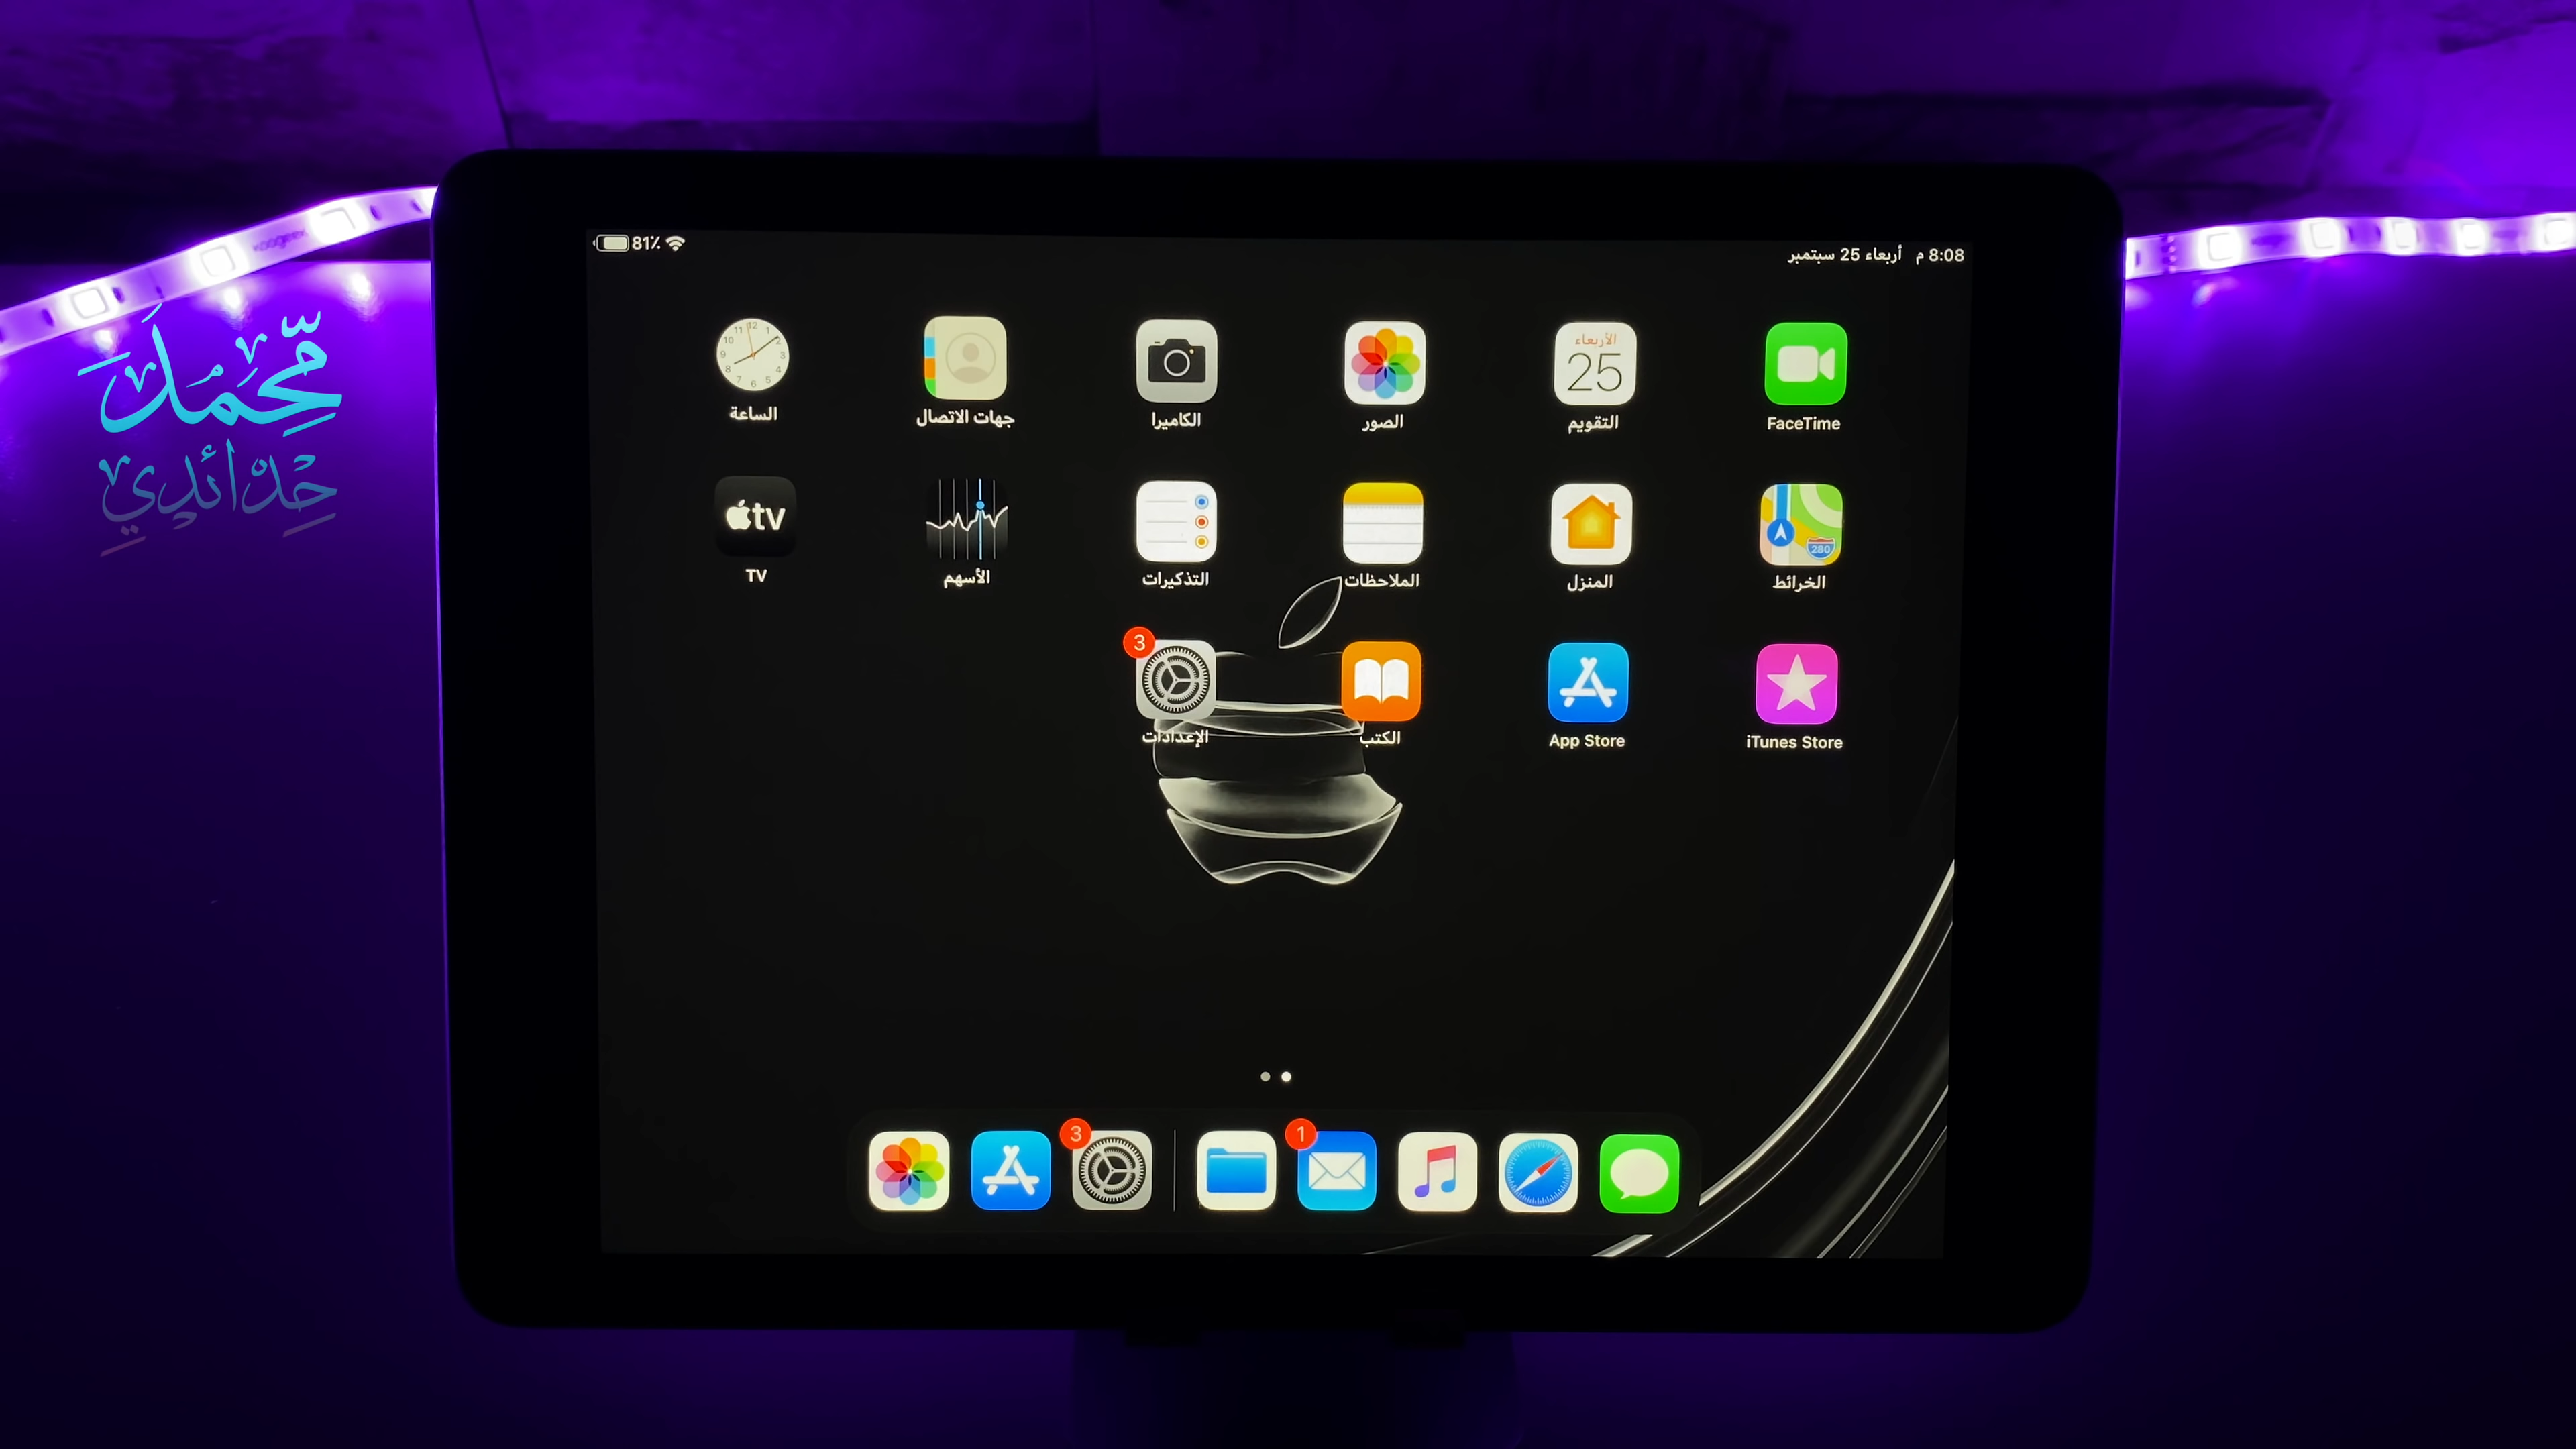 8:08 م أربعاء 25 سبتمبر
81٪
الأربعاء
25
FaceTime
التقويم
الصور
الكاميرا
جهات الاتصال
الساعة
280
tv
الخرائط
المنزل
الملاحظات
التذكيرات
الأسهم
TV
3
iTunes Store
App Store
الكتب
الإعدادات
1
3
محمد
حدائدي